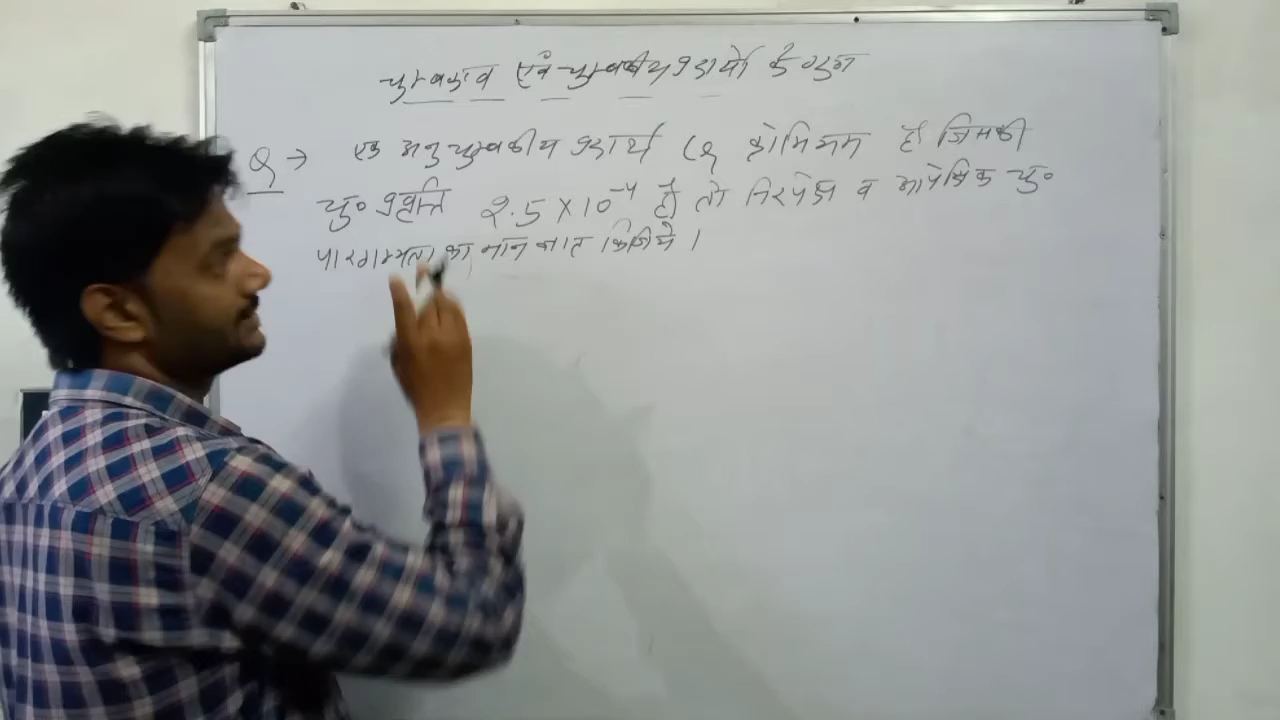 चुम्बकत्व एवं चुम्बकीय पदार्थो के गुण
Q → एक अनुचुम्बकीय पदार्थ Cr क्रोमियम है जिसकी
चु० प्रवृत्ति 2.5 × 10⁻⁴ है तो निरपेक्ष व आपेक्षिक चु०
पारगम्यता का मान ज्ञात किजिये ।